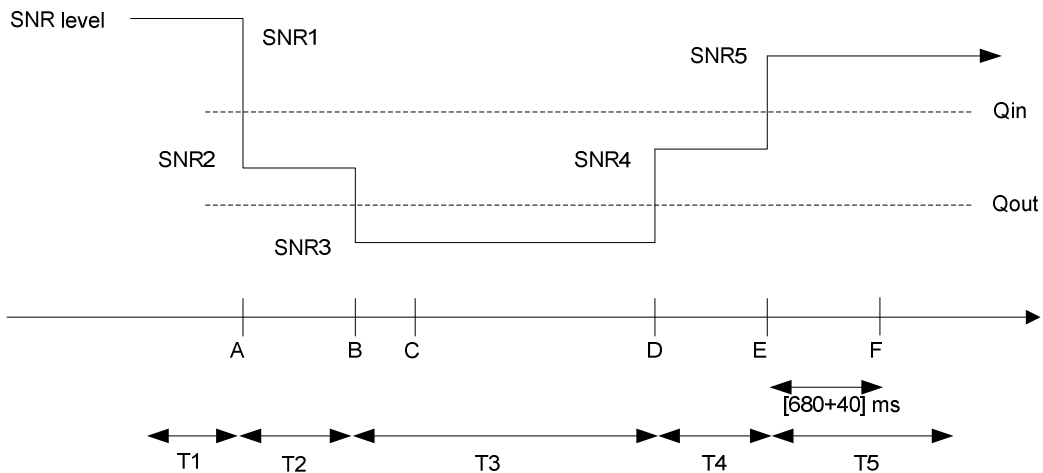 SNR level
SNR1
SNR5
Qin
SNR2
SNR4
Qout
SNR3
A B C D E F
[680+40] ms
T1 T2 T3 T4 T5